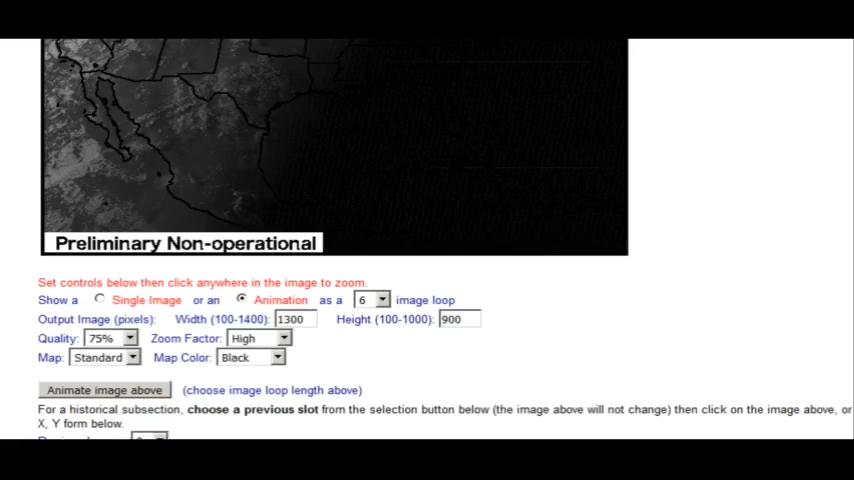 Preliminary Non-operational
Set controls below then click anywhere in the image to zoom.
Show a Single Image or an Animation as a 6 image loop
Output Image (pixels): Width (100-1400): 1300 Height (100-1000): 900
Quality: 75% Zoom Factor: High
Map: Standard Map Color: Black
Animate image above (choose image loop length above)
For a historical subsection, choose a previous slot from the selection button below (the image above will not change) then click on the image above, or
X, Y form below.